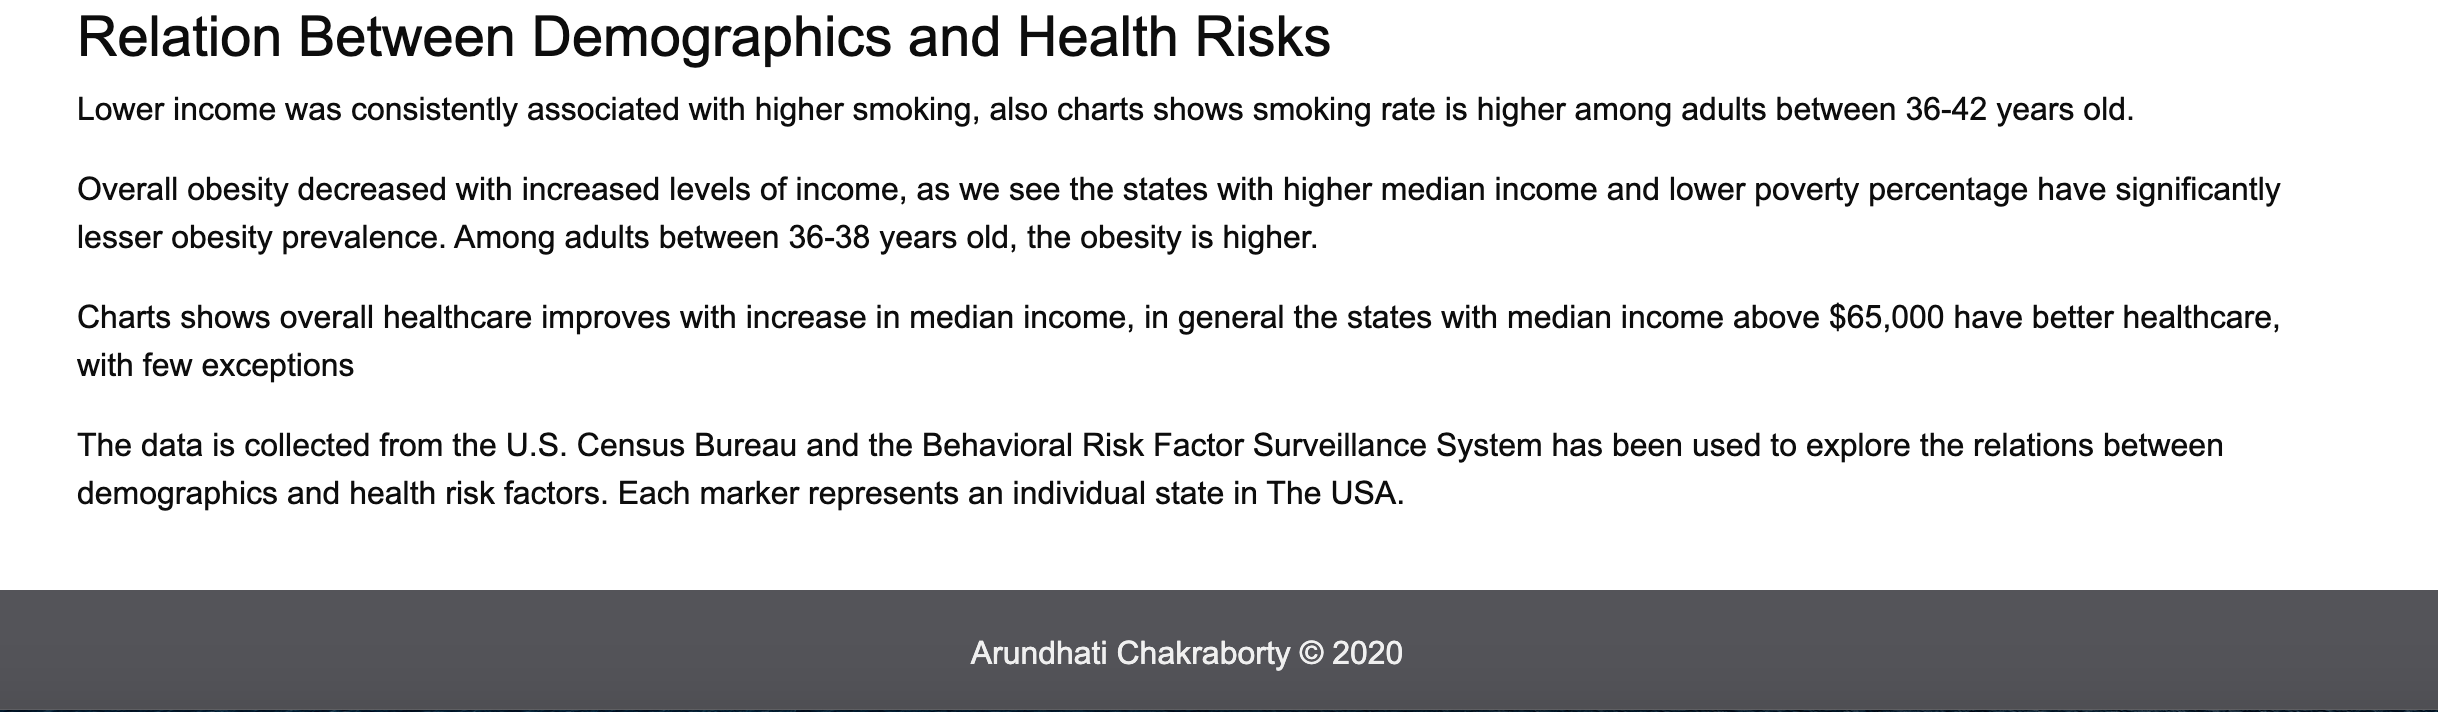 Relation Between Demographics and Health Risks
Lower income was consistently associated with higher smoking, also charts shows smoking rate is higher among adults between 36-42 years old.
Overall obesity decreased with increased levels of income, as we see the states with higher median income and lower poverty percentage have significantly
lesser obesity prevalence. Among adults between 36-38 years old, the obesity is higher.
Charts shows overall healthcare improves with increase in median income, in general the states with median income above $65,000 have better healthcare,
with few exceptions
The data is collected from the U.S. Census Bureau and the Behavioral Risk Factor Surveillance System has been used to explore the relations between
demographics and health risk factors. Each marker represents an individual state in The USA.
Arundhati Chakraborty © 2020